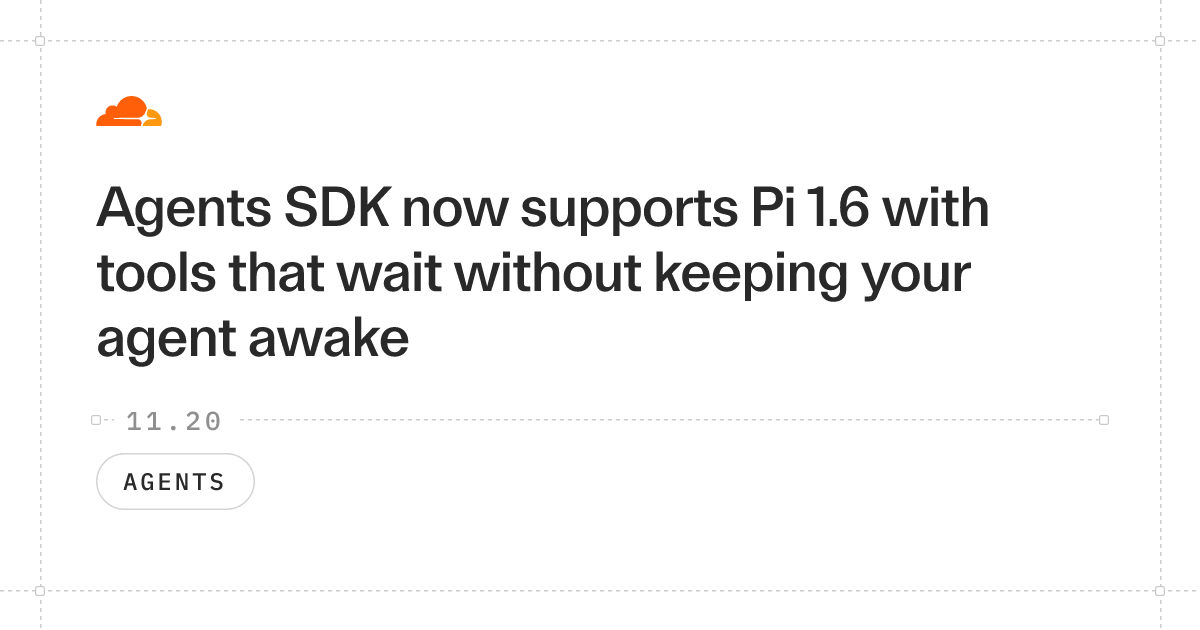 Agents SDK now supports Pi 1.6 with
tools that wait without keeping your
agent awake
11.20
AGENTS